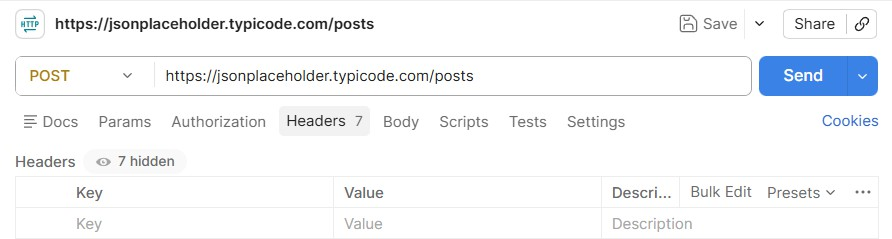 HTTP https://jsonplaceholder.typicode.com/posts Save Share
POST https://jsonplaceholder.typicode.com/posts Send
Docs Params Authorization Headers 7 Body Scripts Tests Settings Cookies
Headers 7 hidden
Key Value Descri... Bulk Edit Presets
Key Value Description